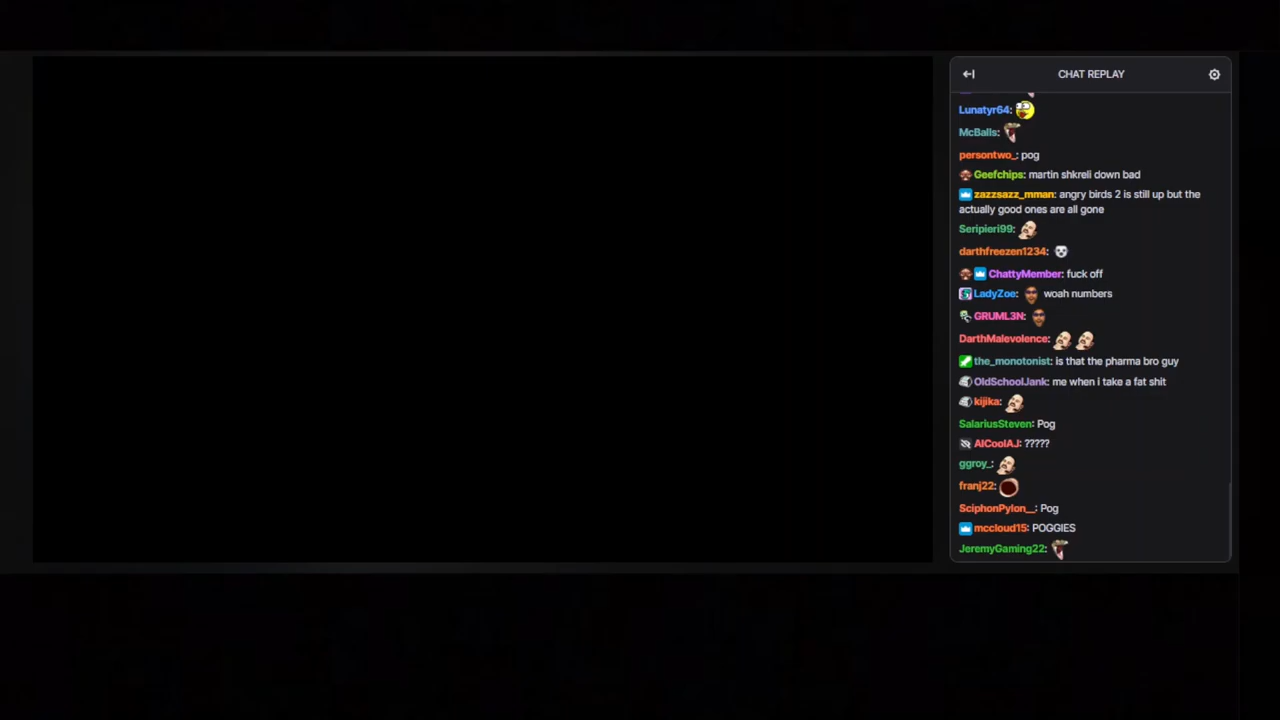 CHAT REPLAY
Lunatyr64:
McBalls:
persontwo_: pog
Geefchips: martin shkreli down bad
zazzsazz_mman: angry birds 2 is still up but the
actually good ones are all gone
Seripieri99:
darthfreezen1234:
ChattyMember: fuck off
LadyZoe: woah numbers
GRUML3N:
DarthMalevolence:
the_monotonist: is that the pharma bro guy
OldSchoolJank: me when i take a fat shit
kijika:
SalariusSteven: Pog
AICoolAJ: ?????
ggroy_:
franj22:
SciphonPylon__: Pog
mccloud15: POGGIES
JeremyGaming22: